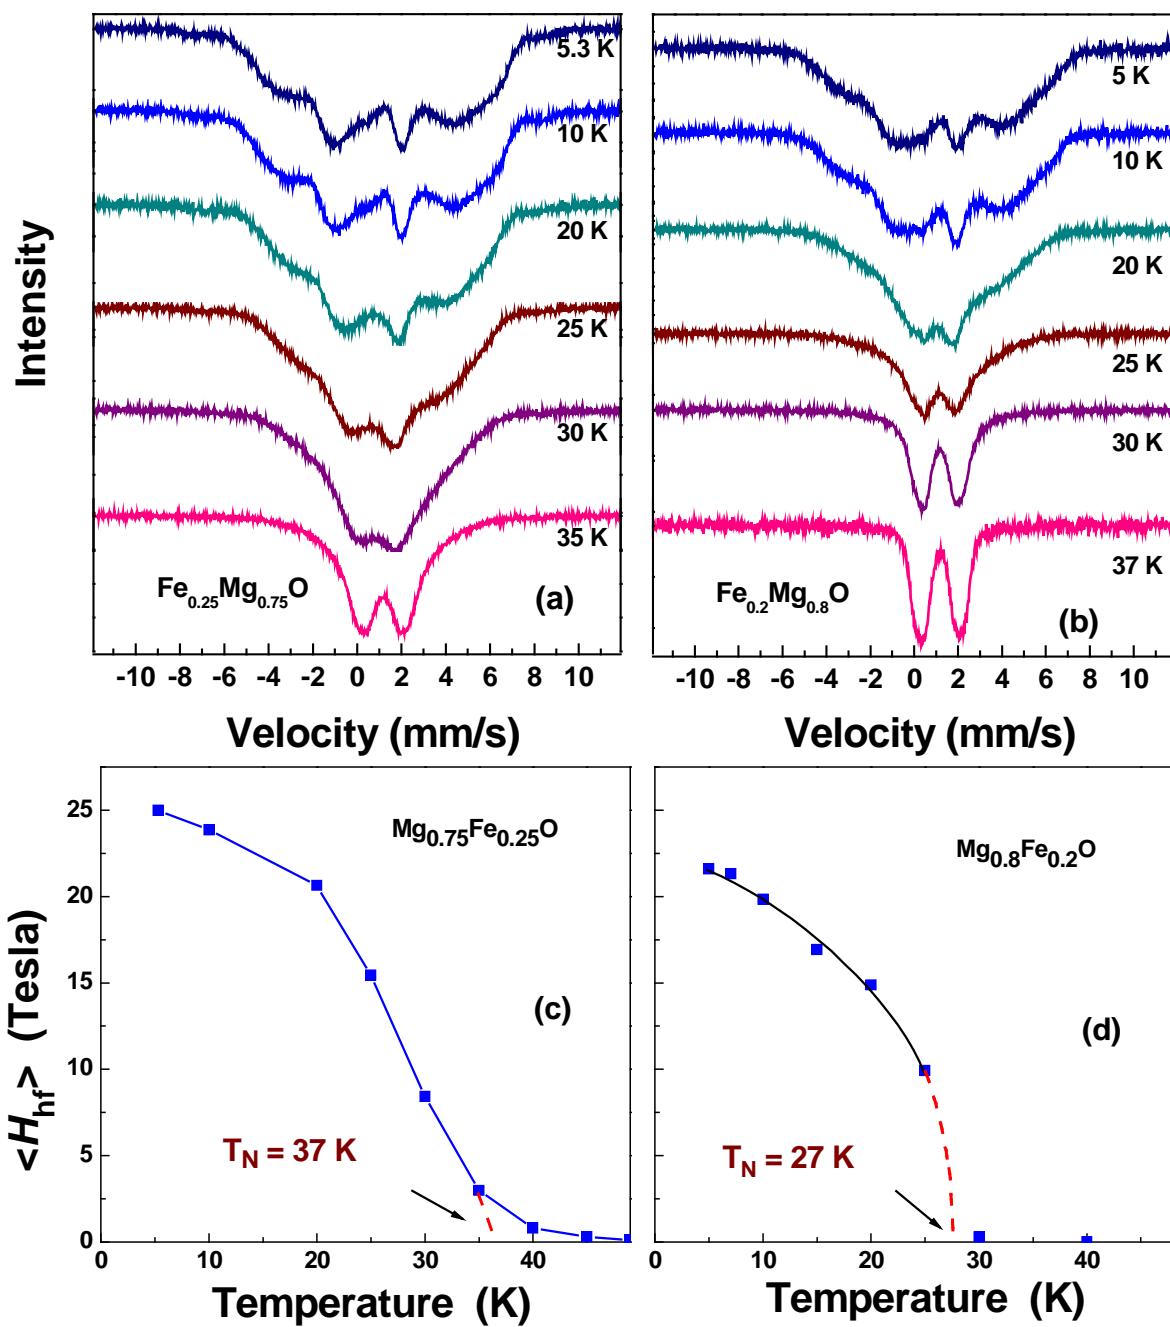 Intensity
5.3 K
10 K
20 K
25 K
30 K
35 K
Fe0.25Mg0.75O
(a)
-10 -8 -6 -4 -2 0 2 4 6 8 10
Velocity (mm/s)
5 K
10 K
20 K
25 K
30 K
37 K
Fe0.2Mg0.8O
(b)
-10 -8 -6 -4 -2 0 2 4 6 8 10
Velocity (mm/s)
<Hhf> (Tesla)
25
20
15
10
5
0
Mg0.75Fe0.25O
(c)
TN = 37 K
0 10 20 30 40
Temperature (K)
Mg0.8Fe0.2O
(d)
TN = 27 K
0 10 20 30 40
Temperature (K)